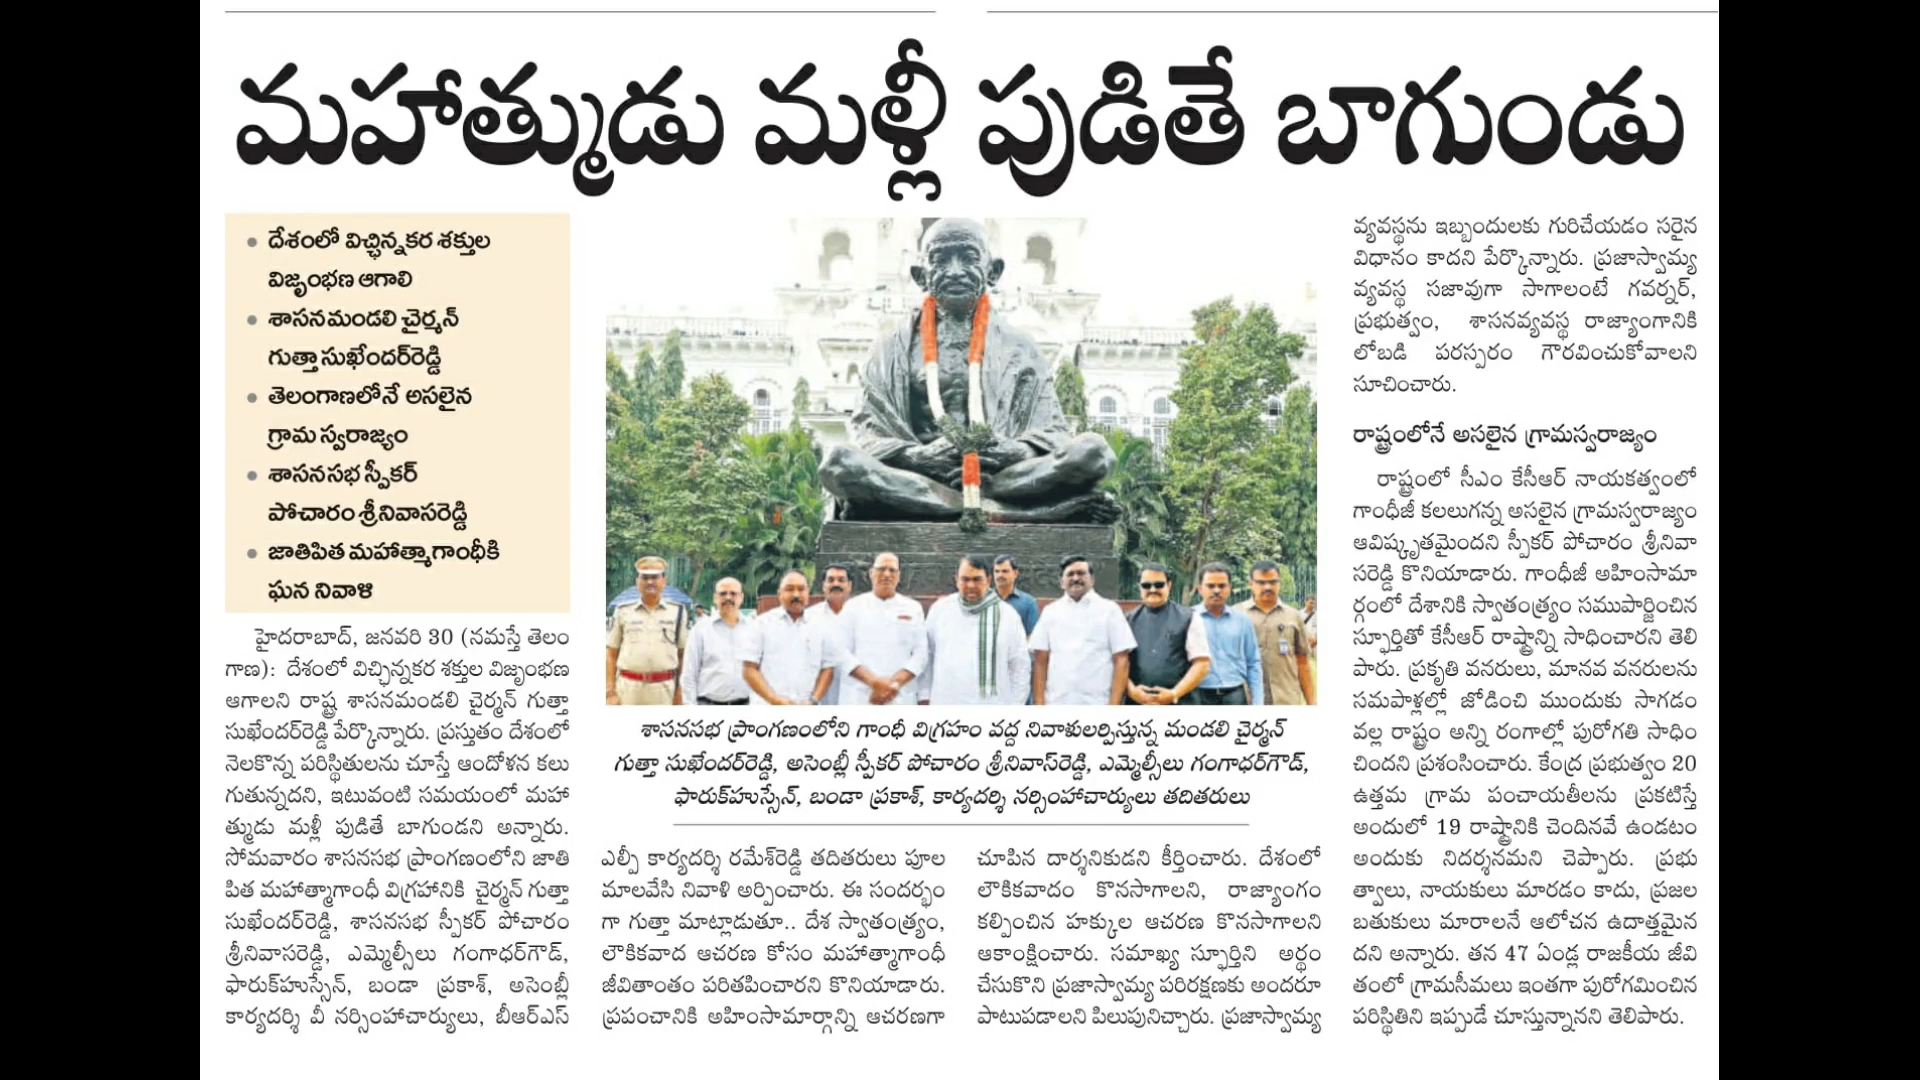 మహాత్ముడు మళ్లీ పుడితే బాగుండు
● దేశంలో విచ్ఛిన్నకర శక్తుల
విజృంభణ ఆగాలి
● శాసనమండలి చైర్మన్
గుత్తా సుఖేందర్‌రెడ్డి
● తెలంగాణలోనే అసలైన
గ్రామ స్వరాజ్యం
● శాసనసభ స్పీకర్
పోచారం శ్రీనివాసరెడ్డి
● జాతిపిత మహాత్మాగాంధీకి
ఘన నివాళి
హైదరాబాద్, జనవరి 30 (నమస్తే తెలం
గాణ): దేశంలో విచ్ఛిన్నకర శక్తుల విజృంభణ
ఆగాలని రాష్ట్ర శాసనమండలి చైర్మన్ గుత్తా
సుఖేందర్‌రెడ్డి పేర్కొన్నారు. ప్రస్తుతం దేశంలో
నెలకొన్న పరిస్థితులను చూస్తే ఆందోళన కలు
గుతున్నదని, ఇటువంటి సమయంలో మహా
త్ముడు మళ్లీ పుడితే బాగుండని అన్నారు.
సోమవారం శాసనసభ ప్రాంగణంలోని జాతి
పిత మహాత్మాగాంధీ విగ్రహానికి చైర్మన్ గుత్తా
సుఖేందర్‌రెడ్డి, శాసనసభ స్పీకర్ పోచారం
శ్రీనివాసరెడ్డి, ఎమ్మెల్సీలు గంగాధర్‌గౌడ్,
ఫారుక్‌హుస్సేన్, బండా ప్రకాశ్, అసెంబ్లీ
కార్యదర్శి వీ నర్సింహాచార్యులు, బీఆర్ఎస్
శాసనసభ ప్రాంగణంలోని గాంధీ విగ్రహం వద్ద నివాళులర్పిస్తున్న మండలి చైర్మన్
గుత్తా సుఖేందర్‌రెడ్డి, అసెంబ్లీ స్పీకర్ పోచారం శ్రీనివాస్‌రెడ్డి, ఎమ్మెల్సీలు గంగాధర్‌గౌడ్,
ఫారుక్‌హుస్సేన్, బండా ప్రకాశ్, కార్యదర్శి నర్సింహాచార్యులు తదితరులు
ఎల్పీ కార్యదర్శి రమేశ్‌రెడ్డి తదితరులు పూల
మాలవేసి నివాళి అర్పించారు. ఈ సందర్భం
గా గుత్తా మాట్లాడుతూ.. దేశ స్వాతంత్ర్యం,
లౌకికవాద ఆచరణ కోసం మహాత్మాగాంధీ
జీవితాంతం పరితపించారని కొనియాడారు.
ప్రపంచానికి అహింసామార్గాన్ని ఆచరణగా
చూపిన దార్శనికుడని కీర్తించారు. దేశంలో
లౌకికవాదం కొనసాగాలని, రాజ్యాంగం
కల్పించిన హక్కుల ఆచరణ కొనసాగాలని
ఆకాంక్షించారు. సమాఖ్య స్ఫూర్తిని అర్థం
చేసుకొని ప్రజాస్వామ్య పరిరక్షణకు అందరూ
పాటుపడాలని పిలుపునిచ్చారు. ప్రజాస్వామ్య
వ్యవస్థను ఇబ్బందులకు గురిచేయడం సరైన
విధానం కాదని పేర్కొన్నారు. ప్రజాస్వామ్య
వ్యవస్థ సజావుగా సాగాలంటే గవర్నర్,
ప్రభుత్వం, శాసనవ్యవస్థ రాజ్యాంగానికి
లోబడి పరస్పరం గౌరవించుకోవాలని
సూచించారు.
రాష్ట్రంలోనే అసలైన గ్రామస్వరాజ్యం
రాష్ట్రంలో సీఎం కేసీఆర్ నాయకత్వంలో
గాంధీజీ కలలుగన్న అసలైన గ్రామస్వరాజ్యం
ఆవిష్కృతమైందని స్పీకర్ పోచారం శ్రీనివా
సరెడ్డి కొనియాడారు. గాంధీజీ అహింసామా
ర్గంలో దేశానికి స్వాతంత్ర్యం సముపార్జించిన
స్ఫూర్తితో కేసీఆర్ రాష్ట్రాన్ని సాధించారని తెలి
పారు. ప్రకృతి వనరులు, మానవ వనరులను
సమపాళ్లల్లో జోడించి ముందుకు సాగడం
వల్ల రాష్ట్రం అన్ని రంగాల్లో పురోగతి సాధిం
చిందని ప్రశంసించారు. కేంద్ర ప్రభుత్వం 20
ఉత్తమ గ్రామ పంచాయతీలను ప్రకటిస్తే
అందులో 19 రాష్ట్రానికి చెందినవే ఉండటం
అందుకు నిదర్శనమని చెప్పారు. ప్రభు
త్వాలు, నాయకులు మారడం కాదు, ప్రజల
బతుకులు మారాలనే ఆలోచన ఉదాత్తమైన
దని అన్నారు. తన 47 ఏండ్ల రాజకీయ జీవి
తంలో గ్రామసీమలు ఇంతగా పురోగమించిన
పరిస్థితిని ఇప్పుడే చూస్తున్నానని తెలిపారు.